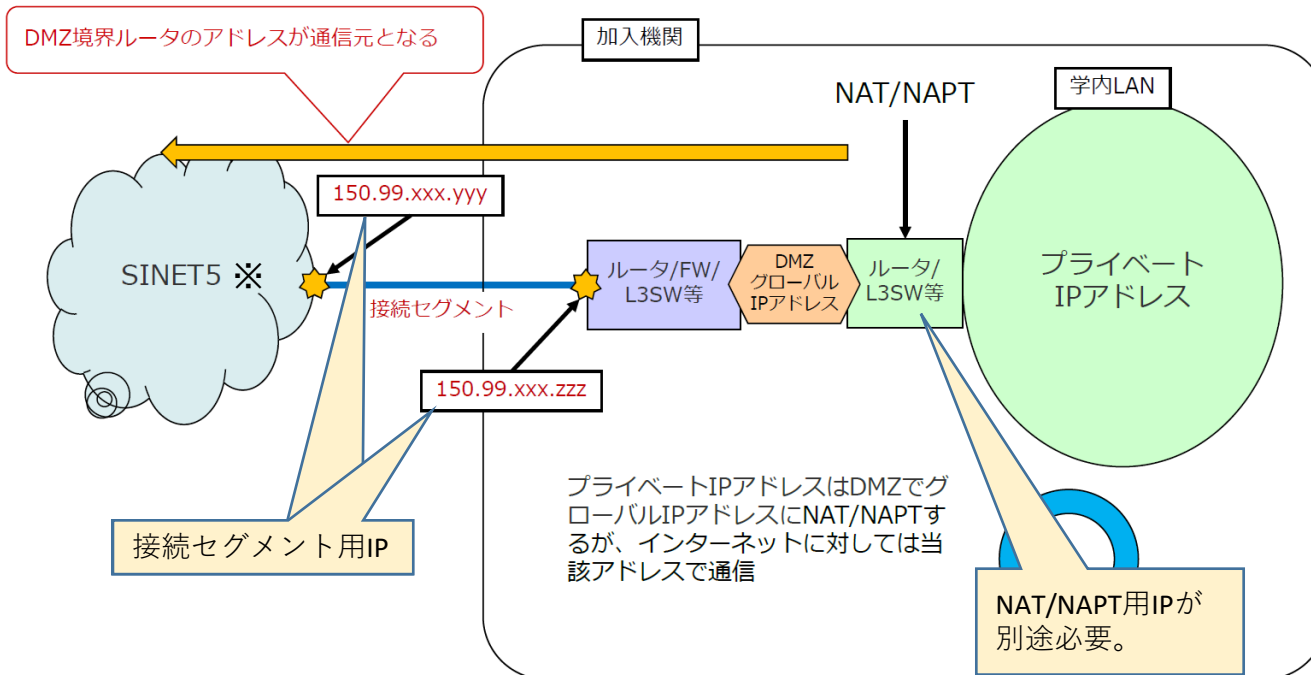 DMZ境界ルータのアドレスが通信元となる
加入機関
学内LAN
NAT/NAPT
150.99.xxx.yyy
SINET5 ※
接続セグメント
ルータ/FW/
L3SW等
DMZ
グローバル
IPアドレス
ルータ/
L3SW等
プライベート
IPアドレス
150.99.xxx.zzz
接続セグメント用IP
プライベートIPアドレスはDMZでグ
ローバルIPアドレスにNAT/NAPTす
るが、インターネットに対しては当
該アドレスで通信
NAT/NAPT用IPが
別途必要。